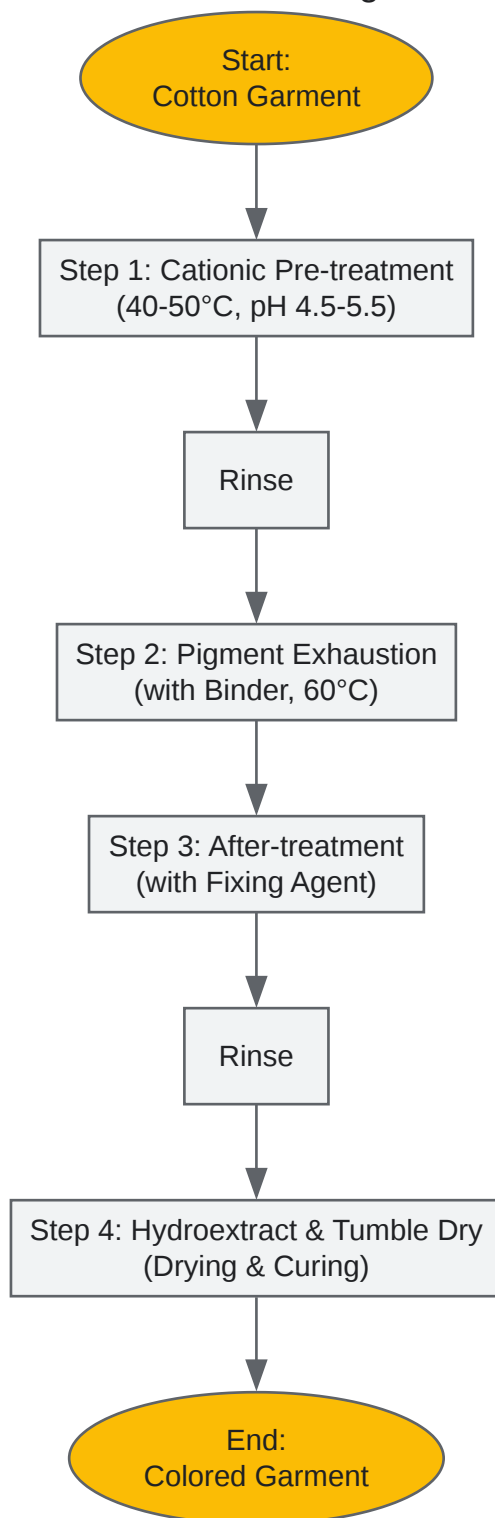 Start:
Cotton Garment
Step 1: Cationic Pre-treatment
(40-50°C, pH 4.5-5.5)
Rinse
Step 2: Pigment Exhaustion
(with Binder, 60°C)
Step 3: After-treatment
(with Fixing Agent)
Rinse
Step 4: Hydroextract & Tumble Dry
(Drying & Curing)
End:
Colored Garment